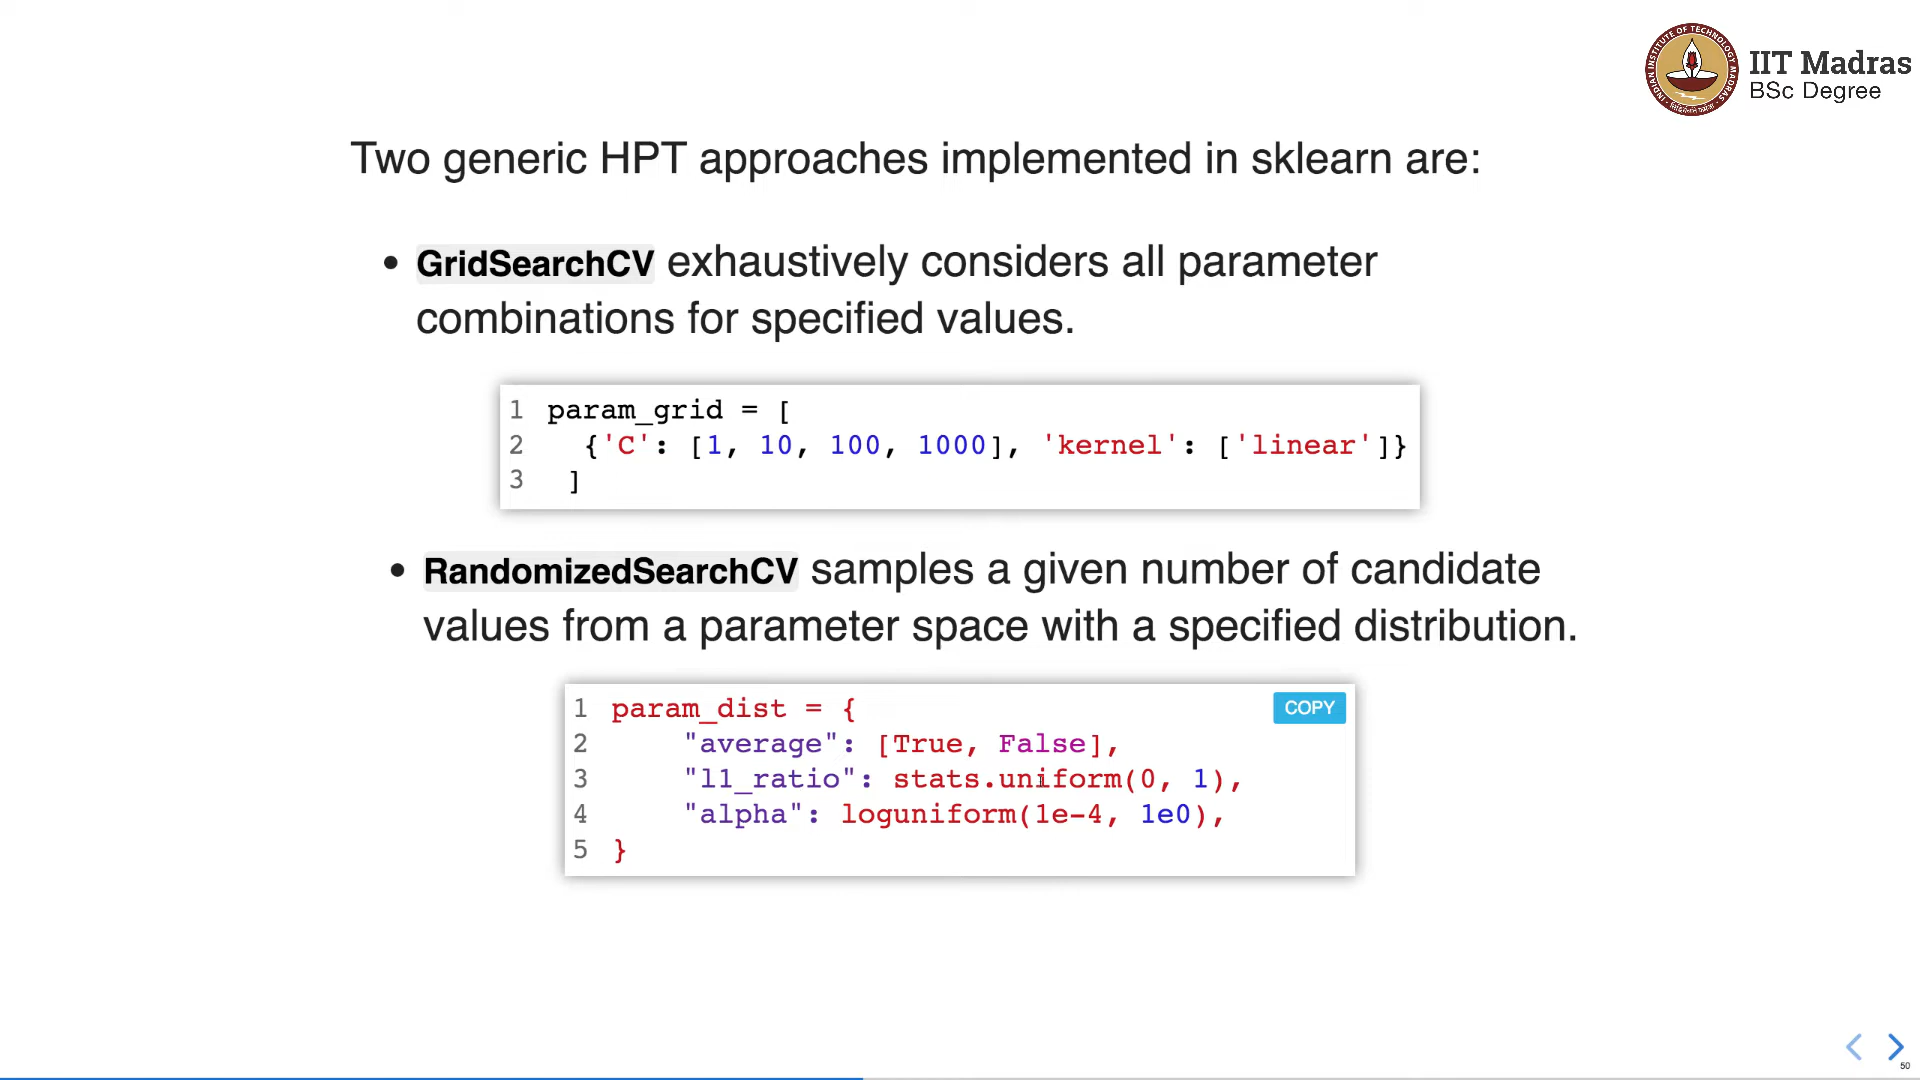 IIT Madras
BSc Degree
Two generic HPT approaches implemented in sklearn are:
• GridSearchCV exhaustively considers all parameter
combinations for specified values.
1 param_grid = [
2   {'C': [1, 10, 100, 1000], 'kernel': ['linear']}
3  ]
• RandomizedSearchCV samples a given number of candidate
values from a parameter space with a specified distribution.
COPY
1 param_dist = {
2     "average": [True, False],
3     "l1_ratio": stats.uniform(0, 1),
4     "alpha": loguniform(1e-4, 1e0),
5 }
50